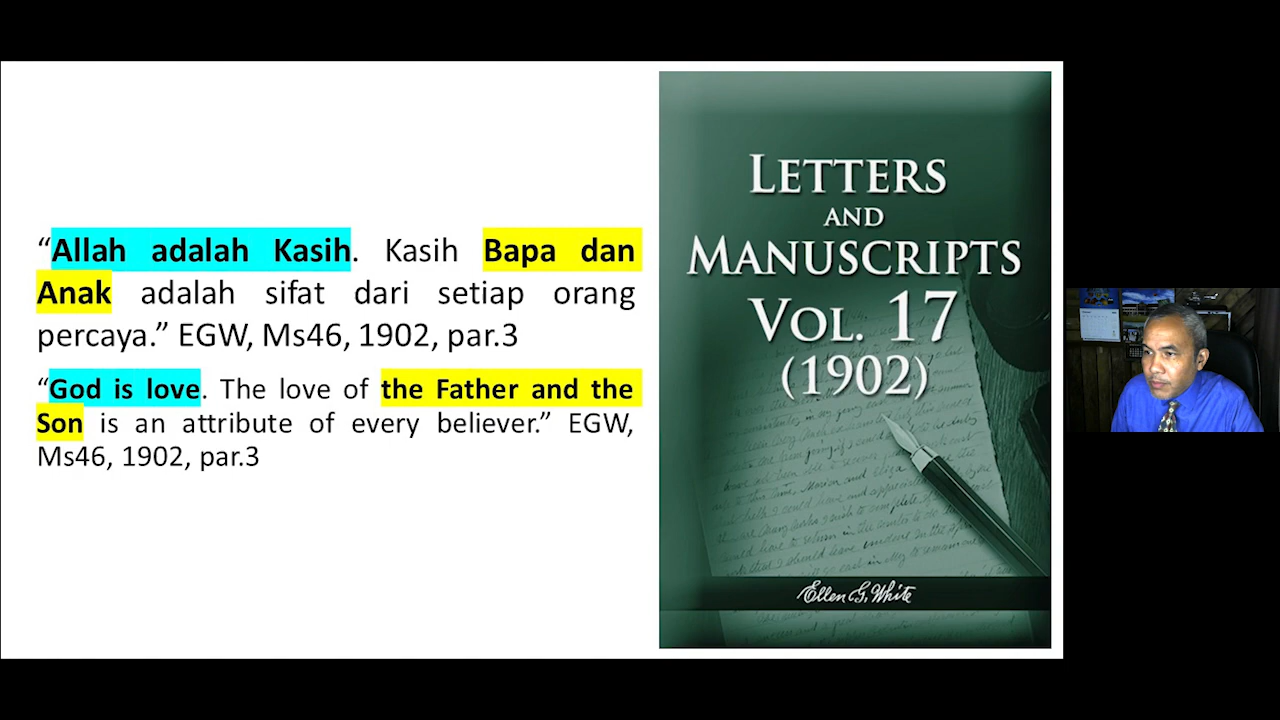 “Allah adalah Kasih. Kasih Bapa dan
Anak adalah sifat dari setiap orang
percaya.” EGW, Ms46, 1902, par.3
“God is love. The love of the Father and the
Son is an attribute of every believer.” EGW,
Ms46, 1902, par.3
LETTERS
AND
MANUSCRIPTS
VOL. 17
(1902)
Ellen G. White